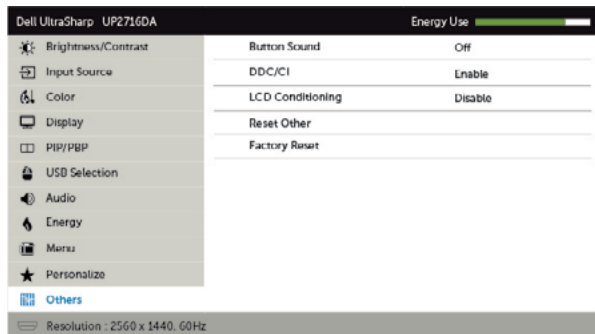 Dell UltraSharp UP2716DA Energy Use
Brightness/Contrast Button Sound Off
Input Source DDC/CI Enable
Color LCD Conditioning Disable
Display Reset Other
PIP/PBP Factory Reset
USB Selection
Audio
Energy
Menu
Personalize
Others
Resolution : 2560 x 1440, 60Hz